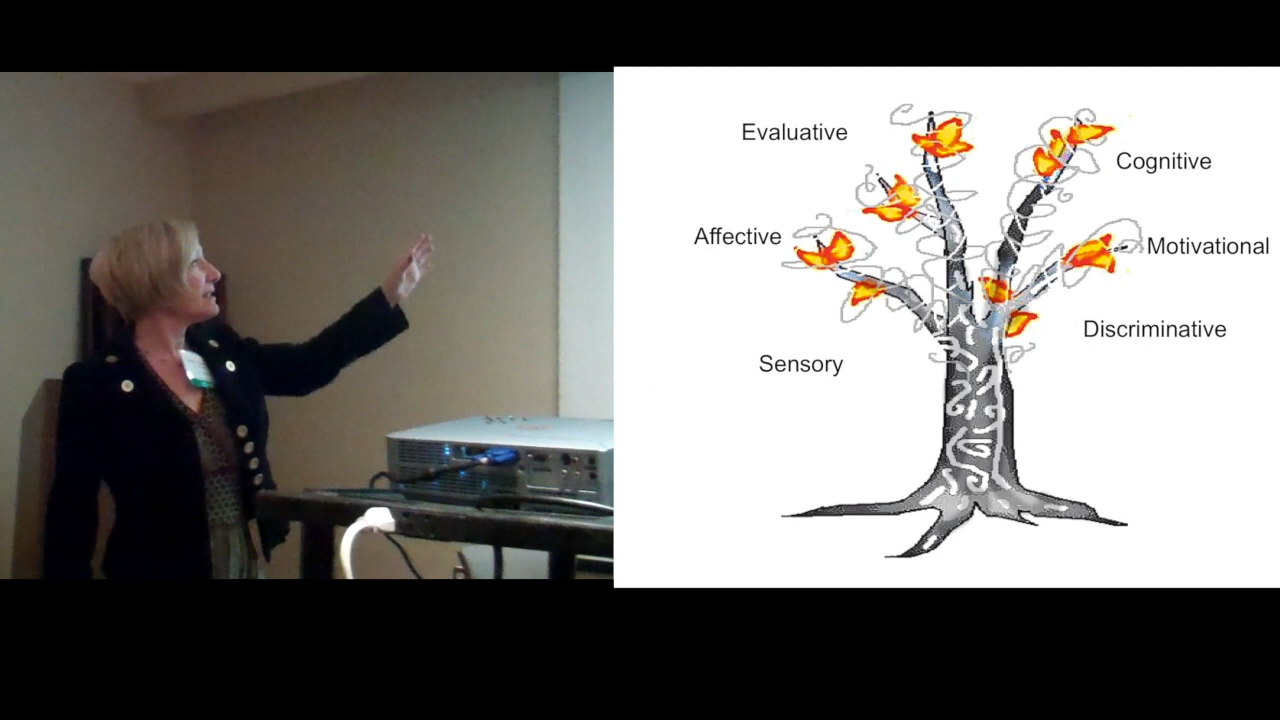 Evaluative
Cognitive
Affective
Motivational
Discriminative
Sensory